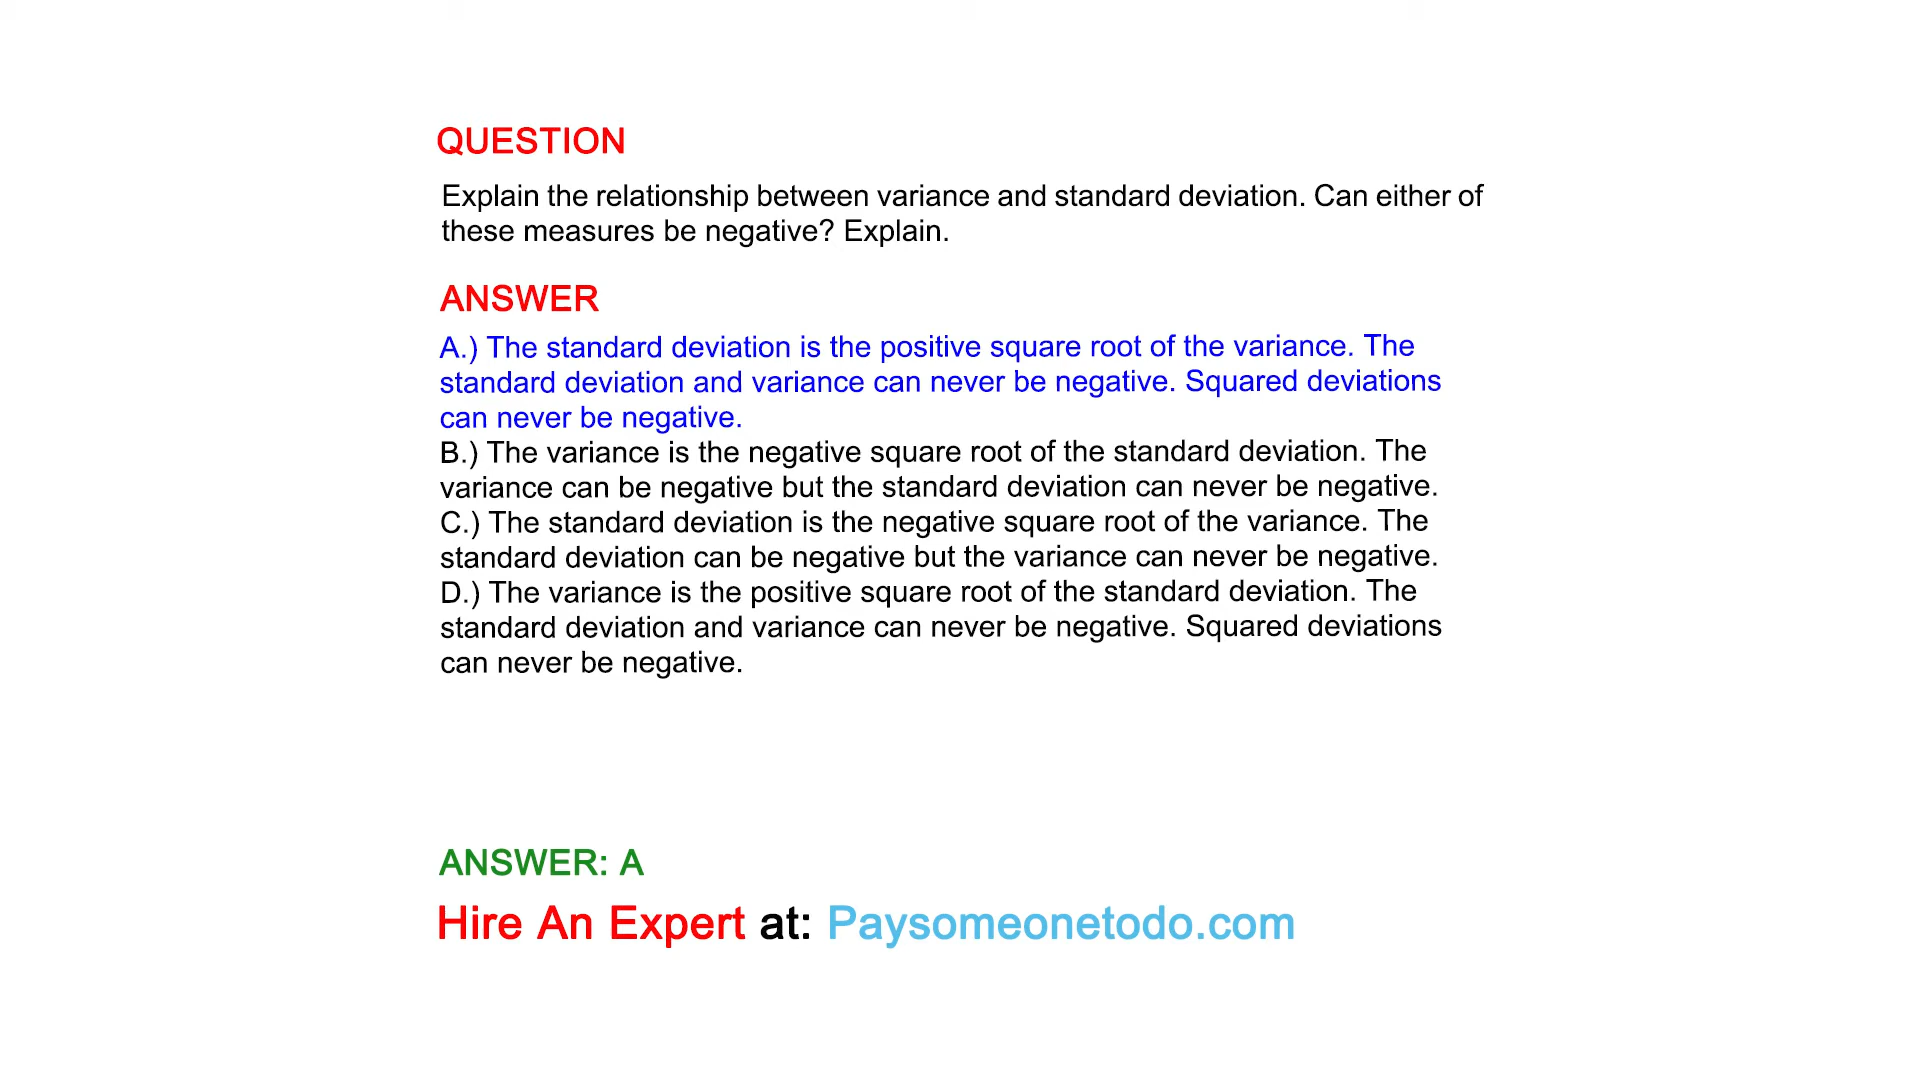 QUESTION
Explain the relationship between variance and standard deviation. Can either of
these measures be negative? Explain.
ANSWER
A.) The standard deviation is the positive square root of the variance. The
standard deviation and variance can never be negative. Squared deviations
can never be negative.
B.) The variance is the negative square root of the standard deviation. The
variance can be negative but the standard deviation can never be negative.
C.) The standard deviation is the negative square root of the variance. The
standard deviation can be negative but the variance can never be negative.
D.) The variance is the positive square root of the standard deviation. The
standard deviation and variance can never be negative. Squared deviations
can never be negative.
ANSWER: A
Hire An Expert at: Paysomeonetodo.com